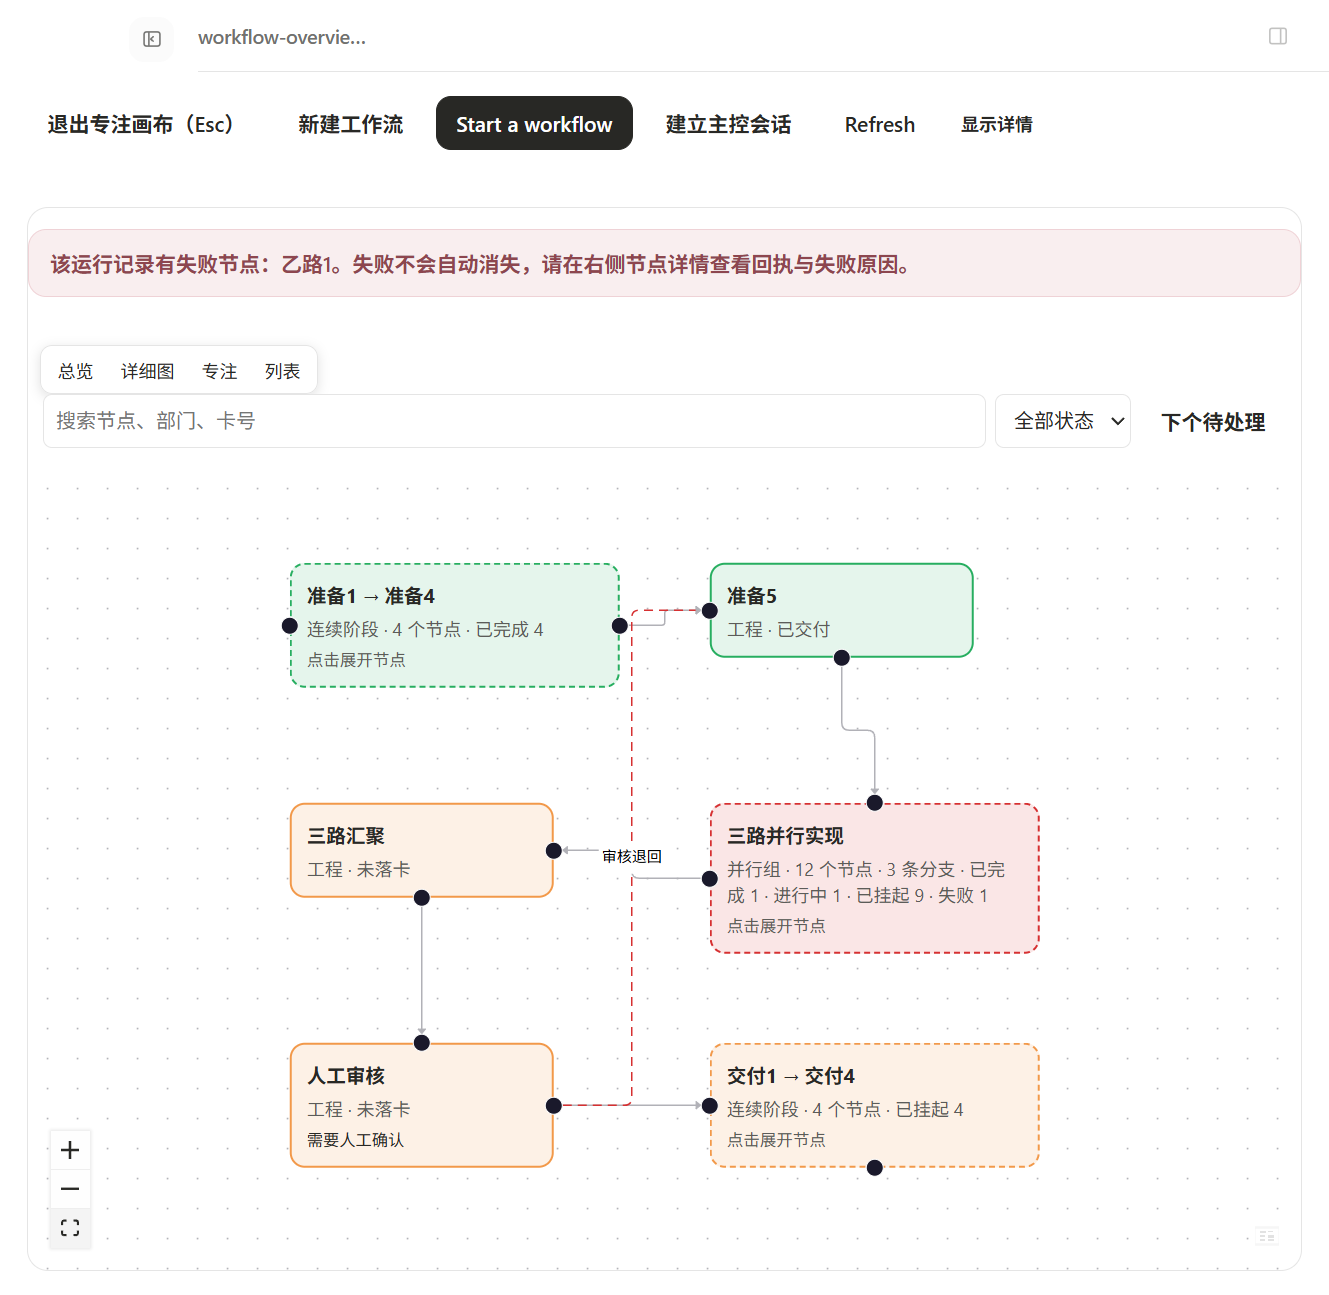 workflow-overvie...
退出专注画布（Esc）
新建工作流
Start a workflow
建立主控会话
Refresh
显示详情
该运行记录有失败节点：乙路1。失败不会自动消失，请在右侧节点详情查看回执与失败原因。
总览
详细图
专注
列表
搜索节点、部门、卡号
全部状态
下个待处理
准备1 → 准备4
连续阶段 · 4 个节点 · 已完成 4
点击展开节点
准备5
工程 · 已交付
三路汇聚
工程 · 未落卡
审核退回
三路并行实现
并行组 · 12 个节点 · 3 条分支 · 已完
成 1 · 进行中 1 · 已挂起 9 · 失败 1
点击展开节点
人工审核
工程 · 未落卡
需要人工确认
交付1 → 交付4
连续阶段 · 4 个节点 · 已挂起 4
点击展开节点